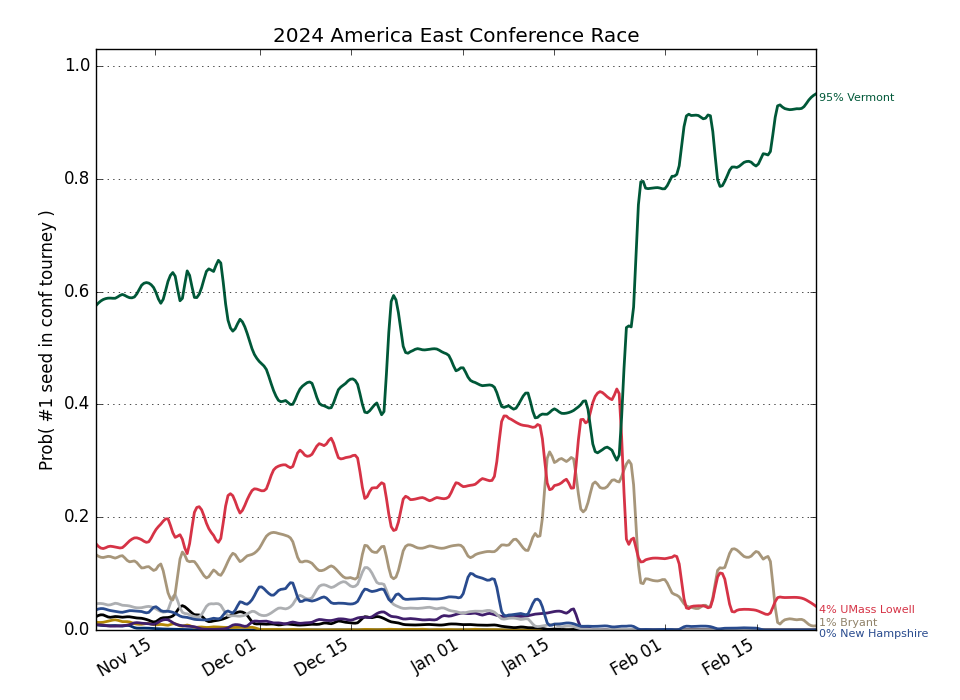 2024 America East Conference Race
Prob( #1 seed in conf tourney )
1.0
0.8
0.6
0.4
0.2
0.0
Nov 15
Dec 01
Dec 15
Jan 01
Jan 15
Feb 01
Feb 15
95% Vermont
4% UMass Lowell
1% Bryant
0% New Hampshire